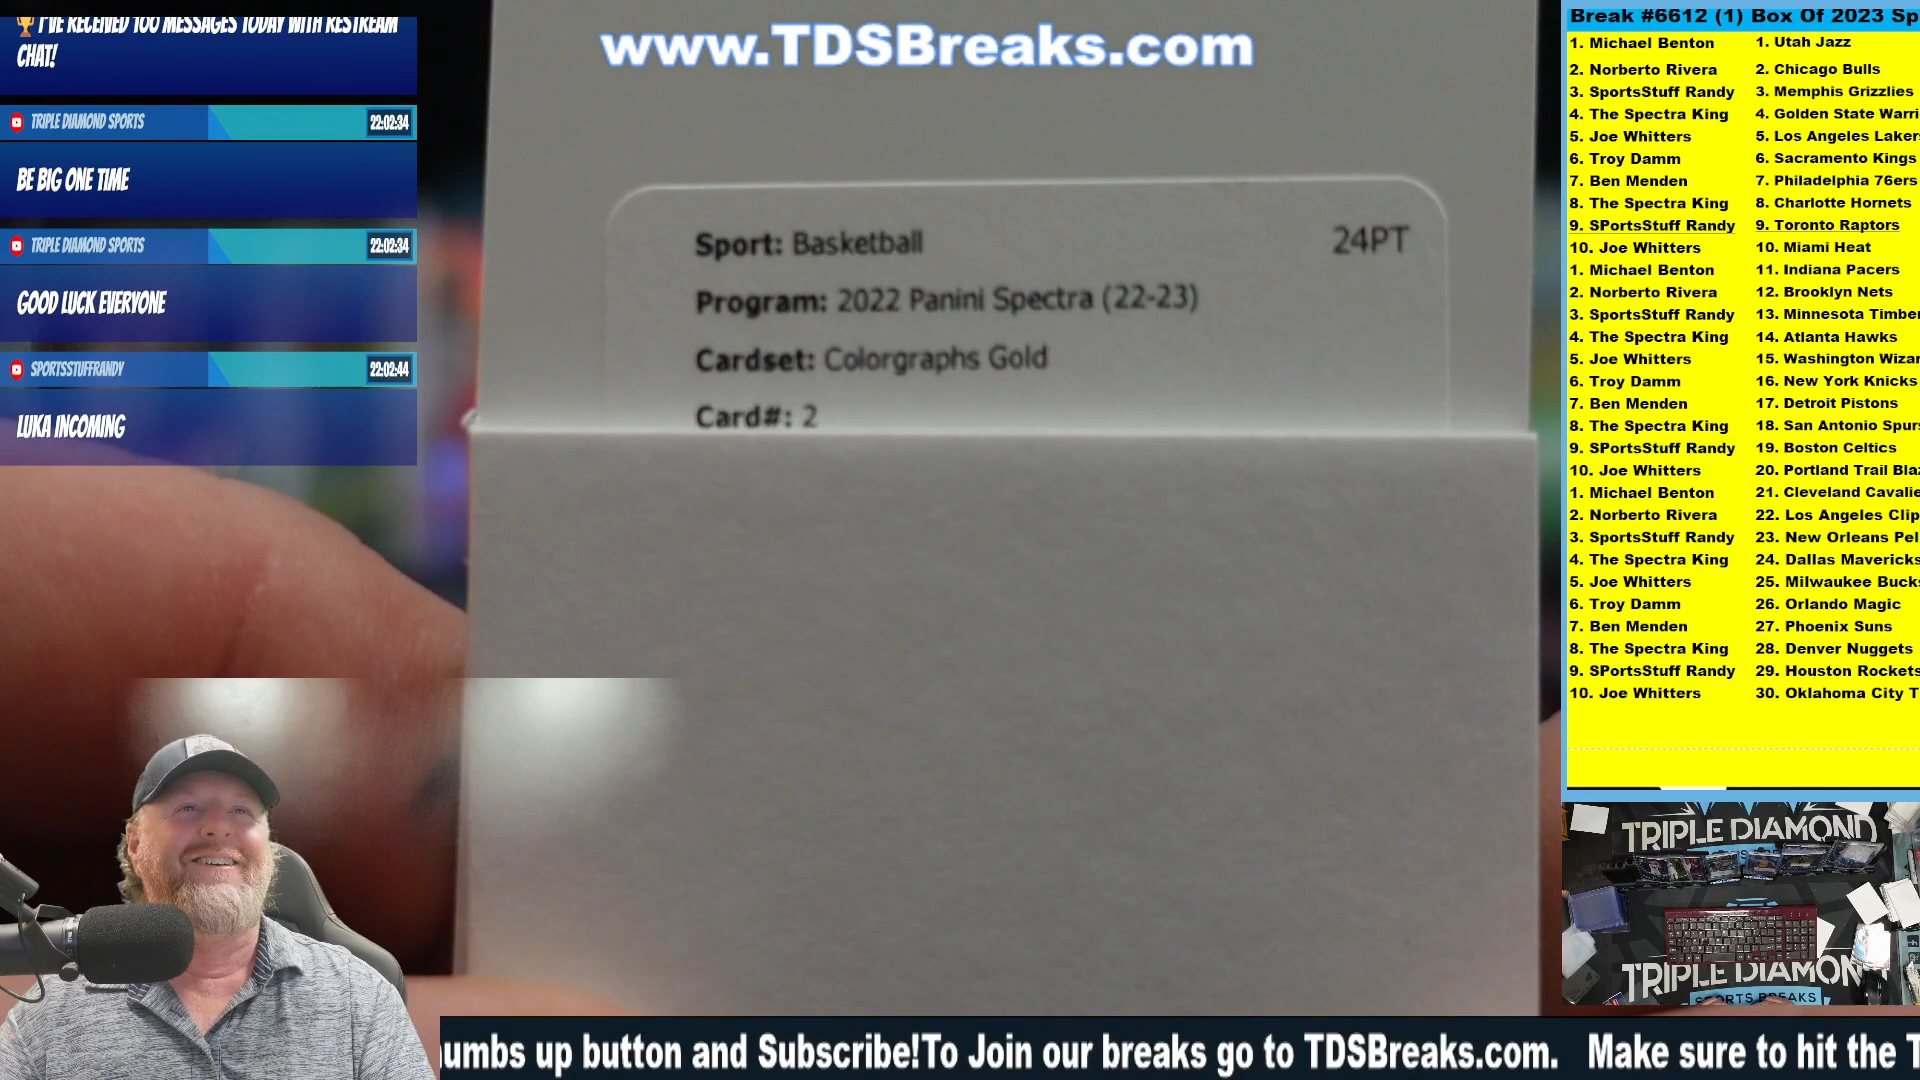 🏆 I'VE RECEIVED 100 MESSAGES TODAY WITH RESTREAM
CHAT!
TRIPLE DIAMOND SPORTS 22:02:34
BE BIG ONE TIME
TRIPLE DIAMOND SPORTS 22:02:34
GOOD LUCK EVERYONE
SPORTSSTUFFRANDY 22:02:44
LUKA INCOMING
www.TDSBreaks.com
Sport: Basketball 24PT
Program: 2022 Panini Spectra (22-23)
Cardset: Colorgraphs Gold
Card#: 2
Break #6612 (1) Box Of 2023 Sp
1. Michael Benton 1. Utah Jazz
2. Norberto Rivera 2. Chicago Bulls
3. SportsStuff Randy 3. Memphis Grizzlies
4. The Spectra King 4. Golden State Warri
5. Joe Whitters 5. Los Angeles Lakers
6. Troy Damm 6. Sacramento Kings
7. Ben Menden 7. Philadelphia 76ers
8. The Spectra King 8. Charlotte Hornets
9. SPortsStuff Randy 9. Toronto Raptors
10. Joe Whitters 10. Miami Heat
1. Michael Benton 11. Indiana Pacers
2. Norberto Rivera 12. Brooklyn Nets
3. SportsStuff Randy 13. Minnesota Timber
4. The Spectra King 14. Atlanta Hawks
5. Joe Whitters 15. Washington Wizar
6. Troy Damm 16. New York Knicks
7. Ben Menden 17. Detroit Pistons
8. The Spectra King 18. San Antonio Spurs
9. SPortsStuff Randy 19. Boston Celtics
10. Joe Whitters 20. Portland Trail Blaz
1. Michael Benton 21. Cleveland Cavalie
2. Norberto Rivera 22. Los Angeles Clip
3. SportsStuff Randy 23. New Orleans Pel
4. The Spectra King 24. Dallas Mavericks
5. Joe Whitters 25. Milwaukee Bucks
6. Troy Damm 26. Orlando Magic
7. Ben Menden 27. Phoenix Suns
8. The Spectra King 28. Denver Nuggets
9. SPortsStuff Randy 29. Houston Rockets
10. Joe Whitters 30. Oklahoma City T
TRIPLE DIAMOND
TRIPLE DIAMON
SPORTS BREAKS
umbs up button and Subscribe!To Join our breaks go to TDSBreaks.com. Make sure to hit the T